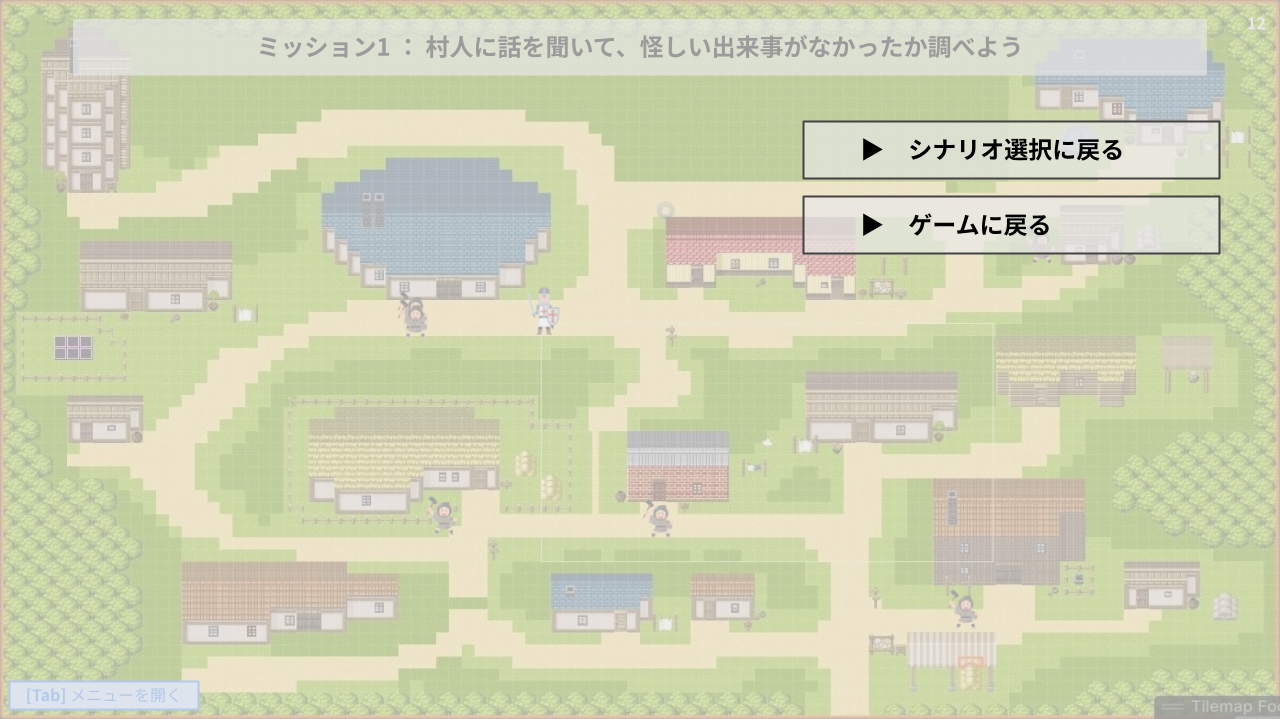 12
ミッション1 ： 村人に話を聞いて、怪しい出来事がなかったか調べよう
▶ シナリオ選択に戻る
▶ ゲームに戻る
[Tab] メニューを開く
Tilemap